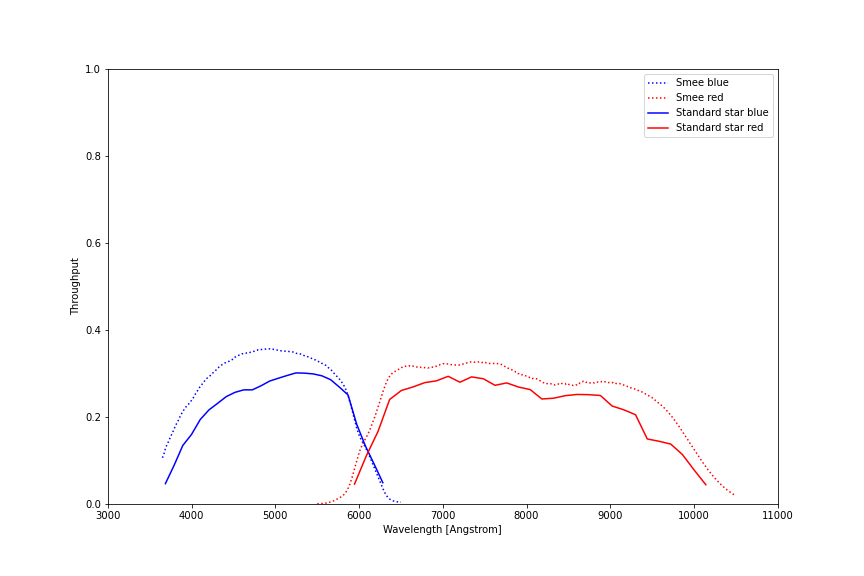 Smee blue
Smee red
Standard star blue
Standard star red
1.0
0.8
0.6
0.4
0.2
0.0
Throughput
3000 4000 5000 6000 7000 8000 9000 10000 11000
Wavelength [Angstrom]